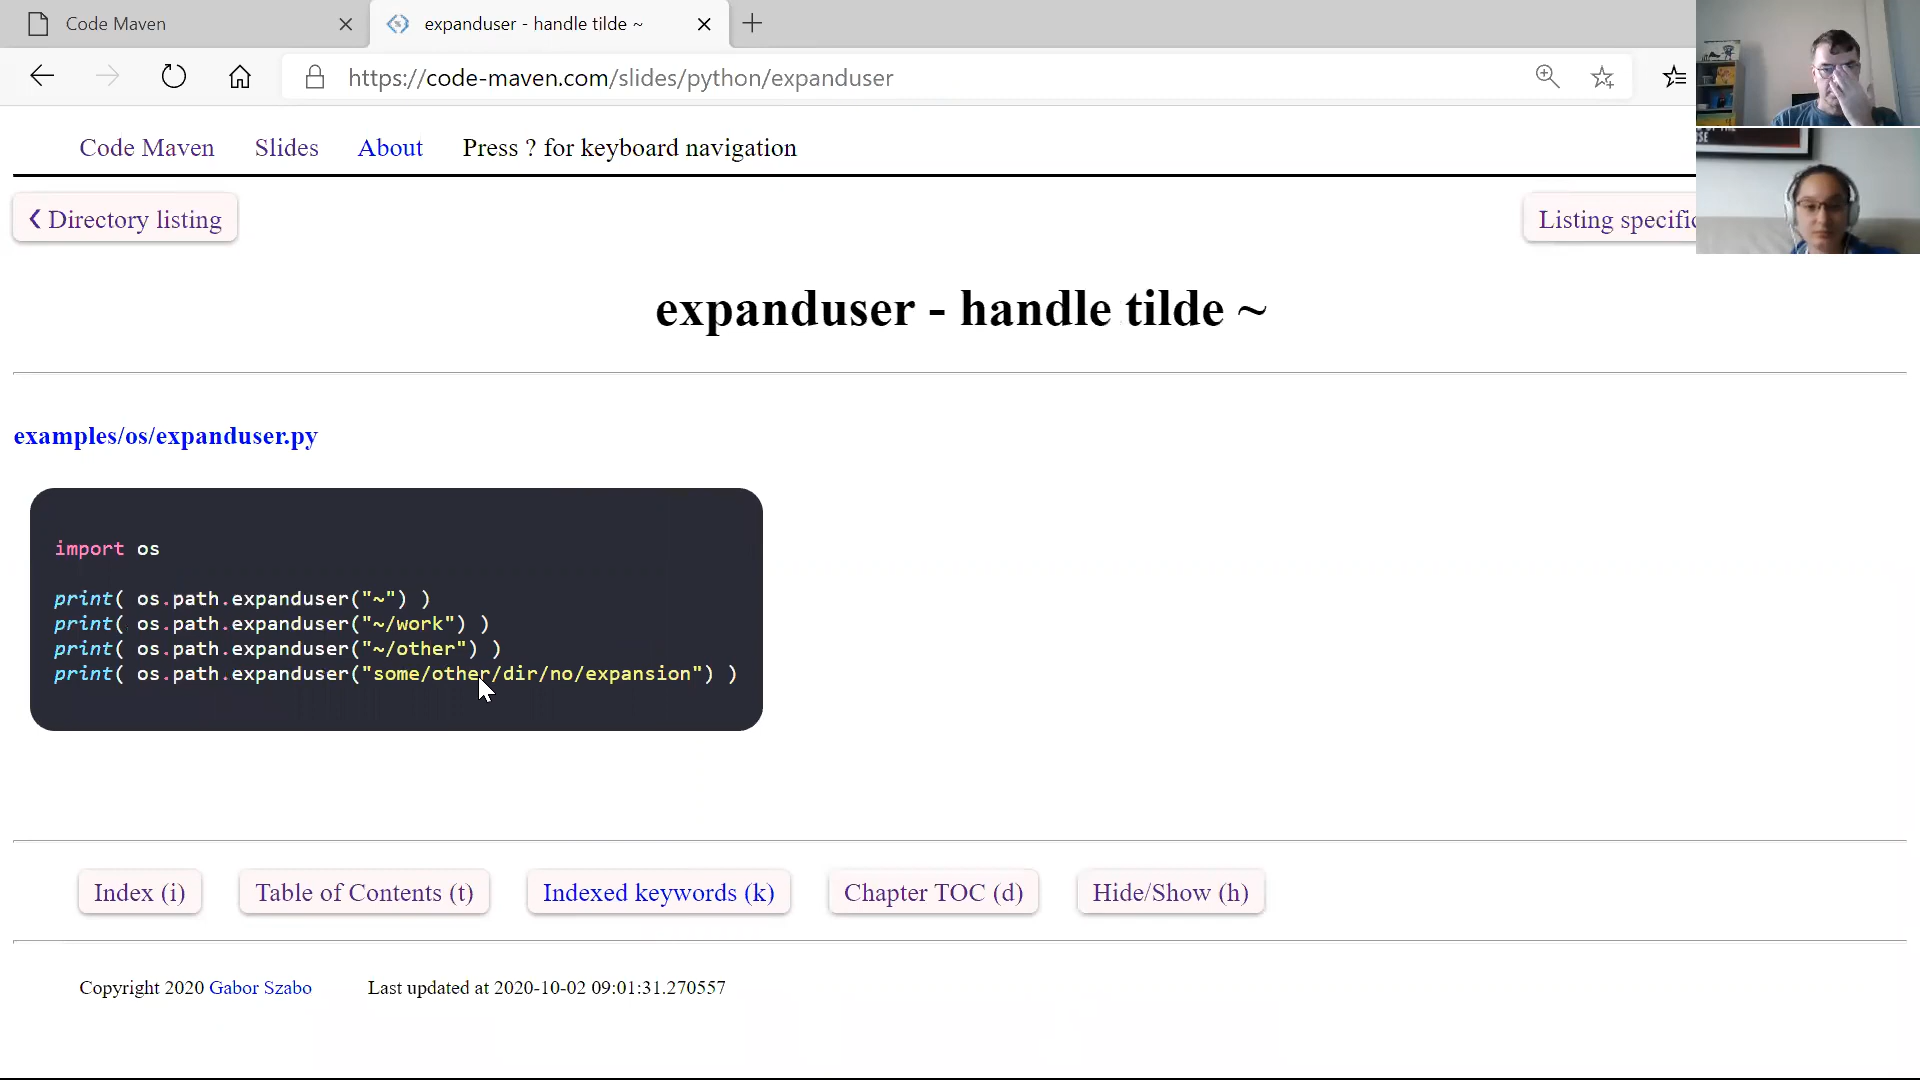 Code Maven
expanduser - handle tilde ~
https://code-maven.com/slides/python/expanduser
Code Maven Slides About Press ? for keyboard navigation
❮ Directory listing
Listing specific
expanduser - handle tilde ~
examples/os/expanduser.py
import os
print( os.path.expanduser("~") )
print( os.path.expanduser("~/work") )
print( os.path.expanduser("~/other") )
print( os.path.expanduser("some/other/dir/no/expansion") )
Index (i) Table of Contents (t) Indexed keywords (k) Chapter TOC (d) Hide/Show (h)
Copyright 2020 Gabor Szabo Last updated at 2020-10-02 09:01:31.270557